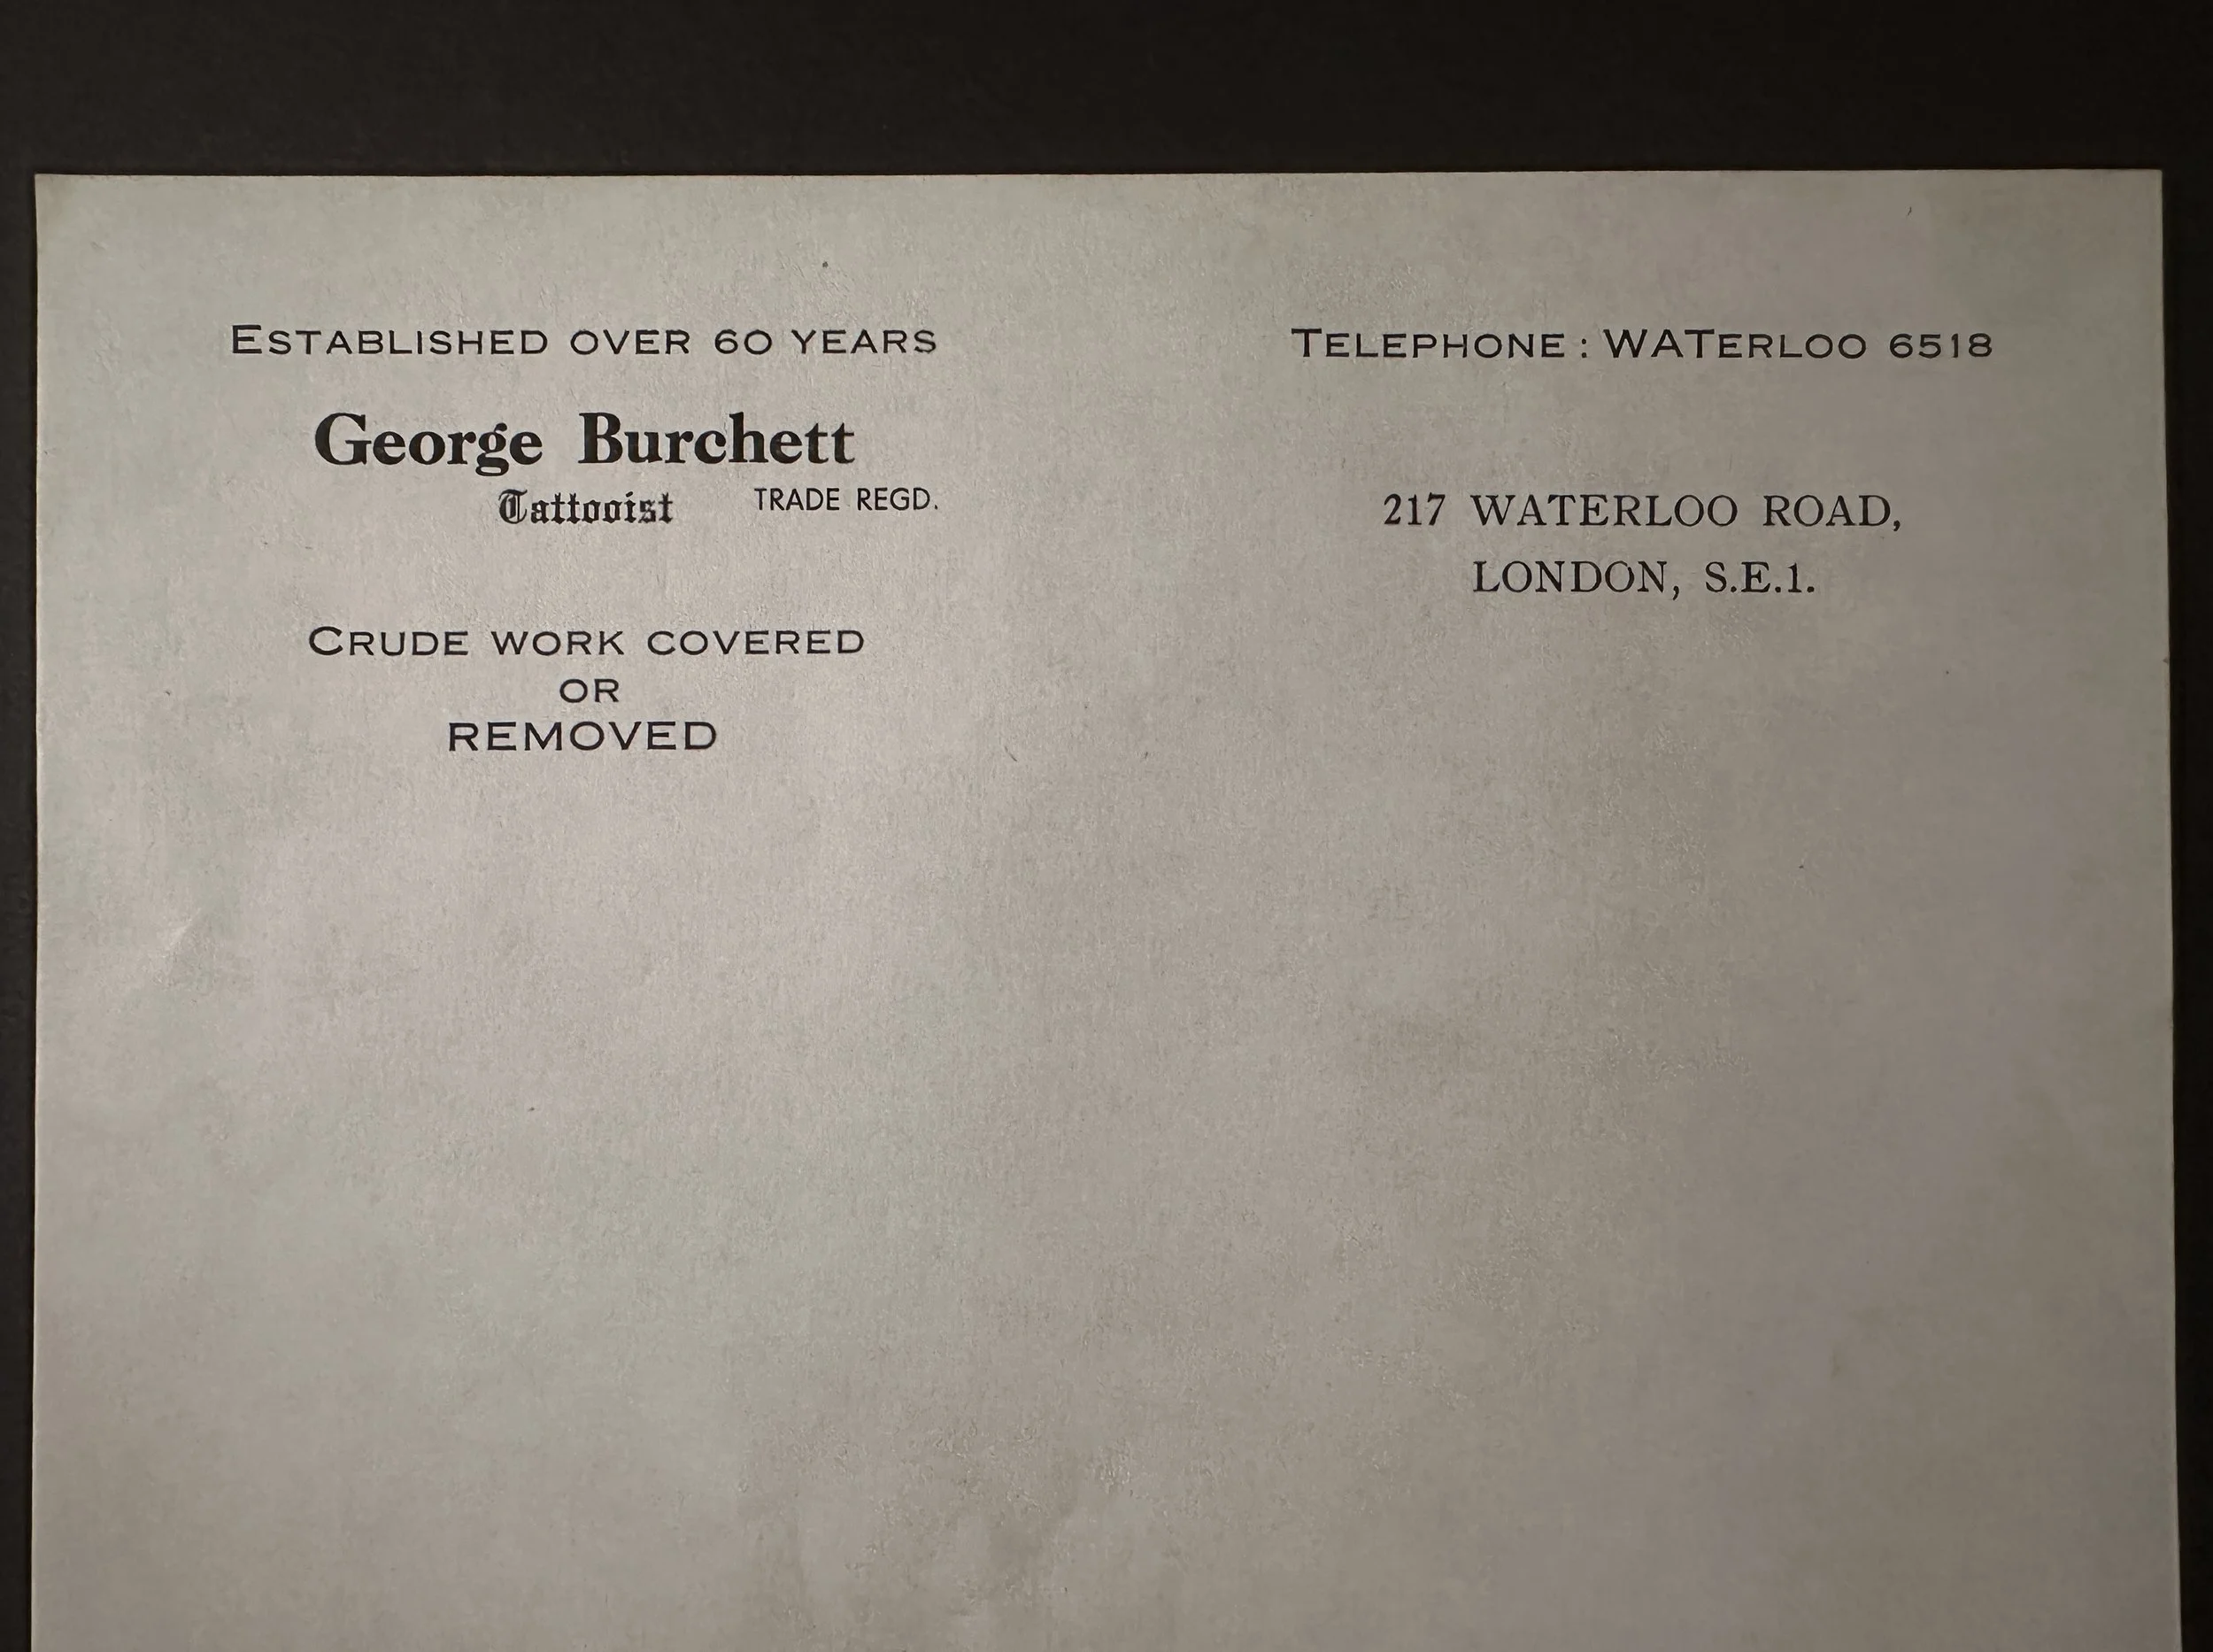 ESTABLISHED OVER 60 YEARS
George Burchett
Tattooist TRADE REGD.
CRUDE WORK COVERED
OR
REMOVED
TELEPHONE : WATERLOO 6518
217 WATERLOO ROAD,
LONDON, S.E.1.